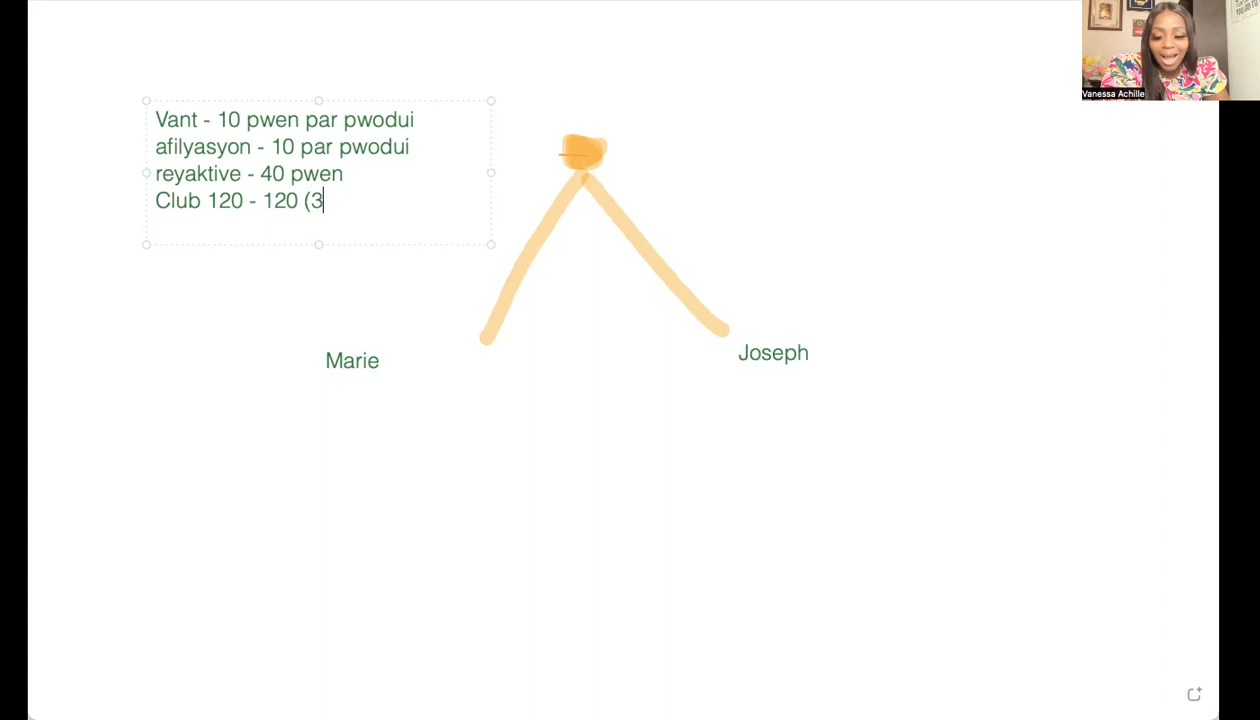 Vant - 10 pwen par pwodui
afilyasyon - 10 par pwodui
reyaktive - 40 pwen
Club 120 - 120 (3
Marie
Joseph
Vanessa Achille